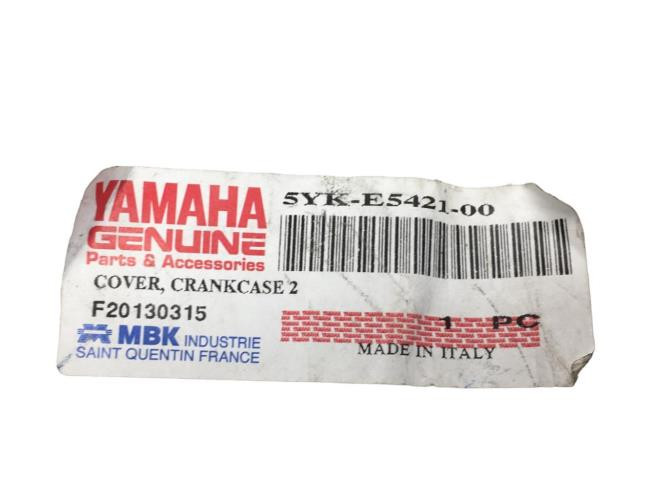 YAMAHA
GENUINE
Parts & Accessories
5YK-E5421-00
COVER, CRANKCASE 2
F20130315
1 PC
MBK INDUSTRIE
SAINT QUENTIN FRANCE
MADE IN ITALY